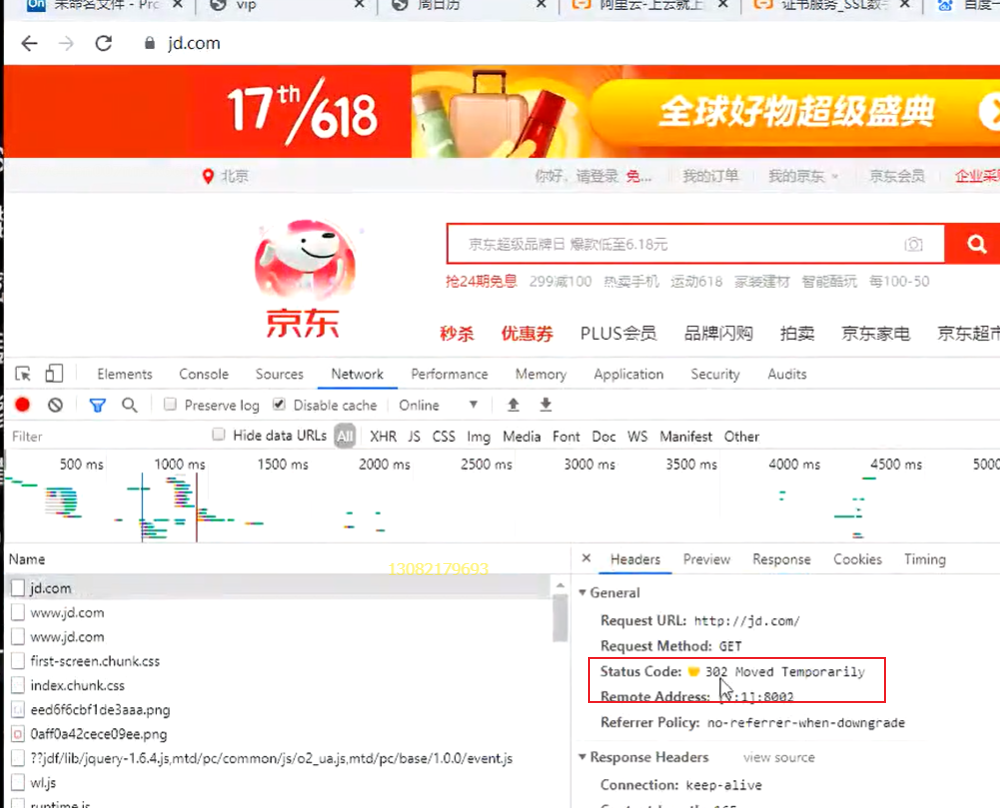 未命名文件 - Pro
vip
周日历
阿里云-上云就上
证书服务_SSL数
百度一
jd.com
17th/618
全球好物超级盛典
北京
你好，请登录 免...
我的订单
我的京东
京东会员
企业采
京东超级品牌日 爆款低至6.18元
抢24期免息 299减100 热卖手机 运动618 家装建材 智能酷玩 每100-50
京东
秒杀 优惠券 PLUS会员 品牌闪购 拍卖 京东家电 京东超市
Elements Console Sources Network Performance Memory Application Security Audits
Preserve log Disable cache Online
Filter Hide data URLs All XHR JS CSS Img Media Font Doc WS Manifest Other
500 ms 1000 ms 1500 ms 2000 ms 2500 ms 3000 ms 3500 ms 4000 ms 4500 ms 5000
Name
13082179693
jd.com
www.jd.com
www.jd.com
first-screen.chunk.css
index.chunk.css
eed6f6cbf1de3aaa.png
0aff0a42cece09ee.png
??jdf/lib/jquery-1.6.4.js,mtd/pc/common/js/o2_ua.js,mtd/pc/base/1.0.0/event.js
wl.js
runtime.js
Headers Preview Response Cookies Timing
General
Request URL: http://jd.com/
Request Method: GET
Status Code: 302 Moved Temporarily
Remote Address: :1]:8002
Referrer Policy: no-referrer-when-downgrade
Response Headers view source
Connection: keep-alive